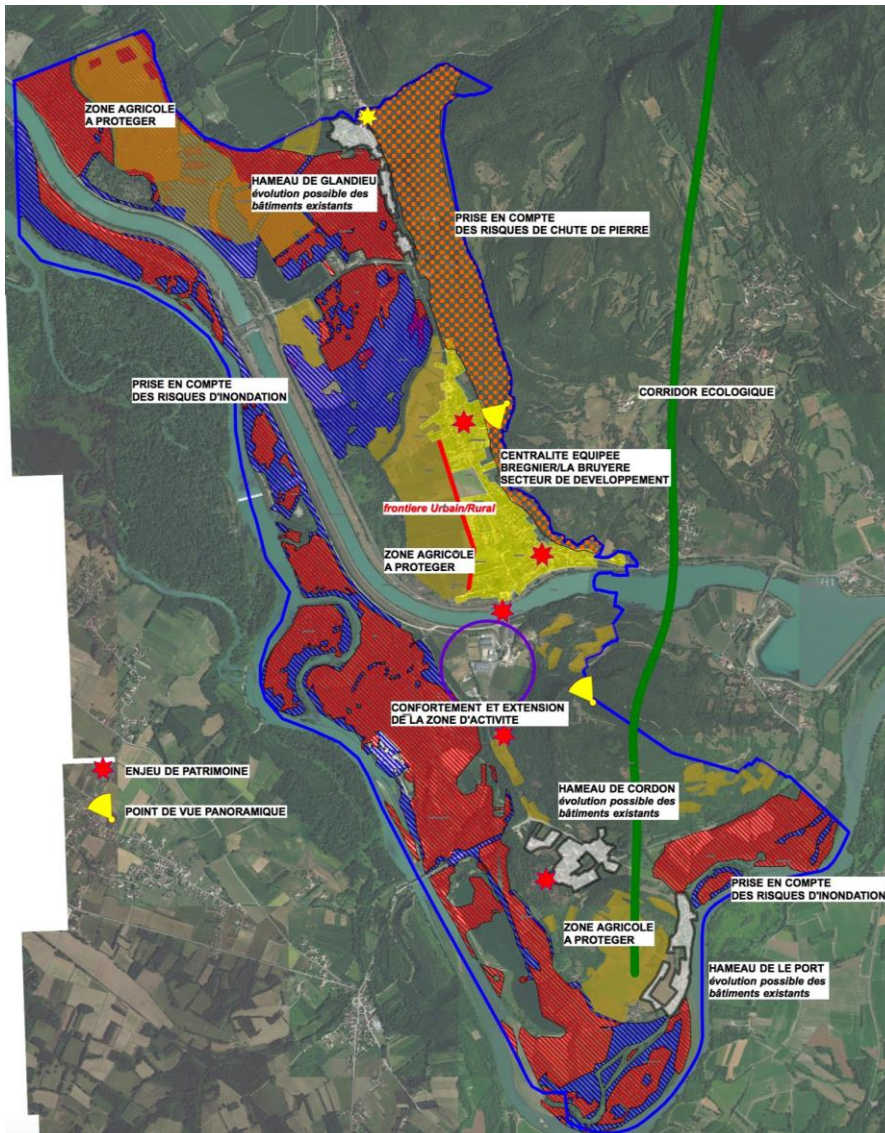 ZONE AGRICOLE
A PROTEGER
HAMEAU DE GLANDIEU
évolution possible des
bâtiments existants
PRISE EN COMPTE
DES RISQUES DE CHUTE DE PIERRE
PRISE EN COMPTE
DES RISQUES D'INONDATION
CORRIDOR ECOLOGIQUE
CENTRALITE EQUIPEE
BREGNIER/LA BRUYERE
SECTEUR DE DEVELOPPEMENT
frontiere Urbain/Rural
ZONE AGRICOLE
A PROTEGER
CONFORTEMENT ET EXTENSION
DE LA ZONE D'ACTIVITE
ENJEU DE PATRIMOINE
POINT DE VUE PANORAMIQUE
HAMEAU DE CORDON
évolution possible des
bâtiments existants
PRISE EN COMPTE
DES RISQUES D'INONDATION
ZONE AGRICOLE
A PROTEGER
HAMEAU DE LE PORT
évolution possible des
bâtiments existants